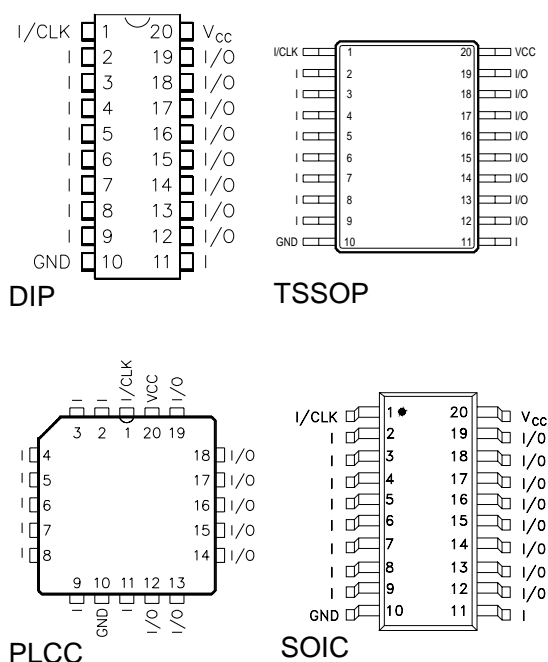 I/CLK 1 20 VCC
I 2 19 I/O
I 3 18 I/O
I 4 17 I/O
I 5 16 I/O
I 6 15 I/O
I 7 14 I/O
I 8 13 I/O
I 9 12 I/O
GND 10 11 I
DIP
I/CLK 1 20 VCC
I 2 19 I/O
I 3 18 I/O
I 4 17 I/O
I 5 16 I/O
I 6 15 I/O
I 7 14 I/O
I 8 13 I/O
I 9 12 I/O
GND 10 11 I
TSSOP
I I I/CLK VCC I/O
3 2 1 20 19
I 4 18 I/O
I 5 17 I/O
I 6 16 I/O
I 7 15 I/O
I 8 14 I/O
9 10 11 12 13
I GND I I/O I/O
PLCC
I/CLK 1 20 VCC
I 2 19 I/O
I 3 18 I/O
I 4 17 I/O
I 5 16 I/O
I 6 15 I/O
I 7 14 I/O
I 8 13 I/O
I 9 12 I/O
GND 10 11 I
SOIC